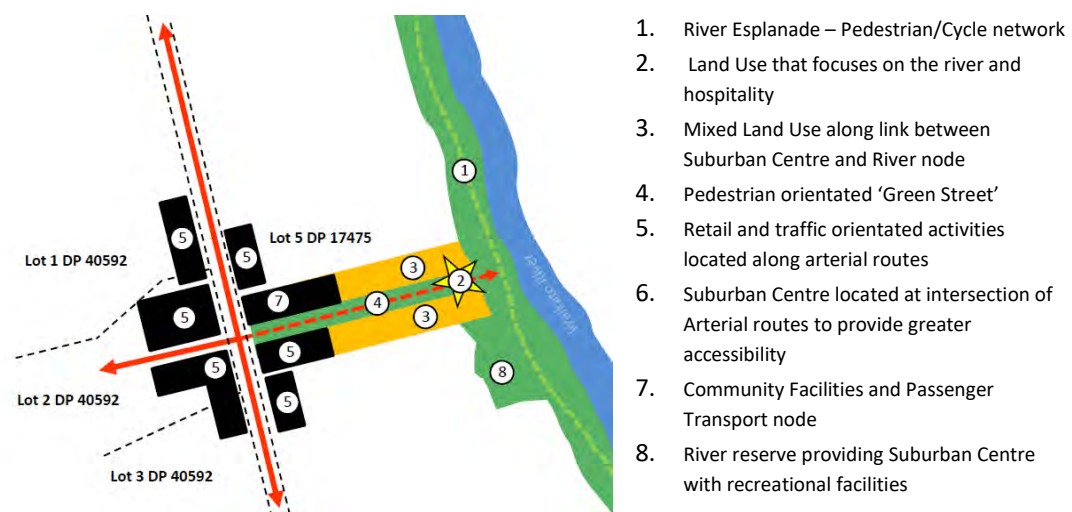 1. River Esplanade – Pedestrian/Cycle network
2. Land Use that focuses on the river and
hospitality
3. Mixed Land Use along link between
Suburban Centre and River node
4. Pedestrian orientated ‘Green Street’
5. Retail and traffic orientated activities
located along arterial routes
6. Suburban Centre located at intersection of
Arterial routes to provide greater
accessibility
7. Community Facilities and Passenger
Transport node
8. River reserve providing Suburban Centre
with recreational facilities
1
5
5
Lot 5 DP 17475
Lot 1 DP 40592
3
2
7
4
5
3
Waikato River
5
5
8
Lot 2 DP 40592
5
Lot 3 DP 40592